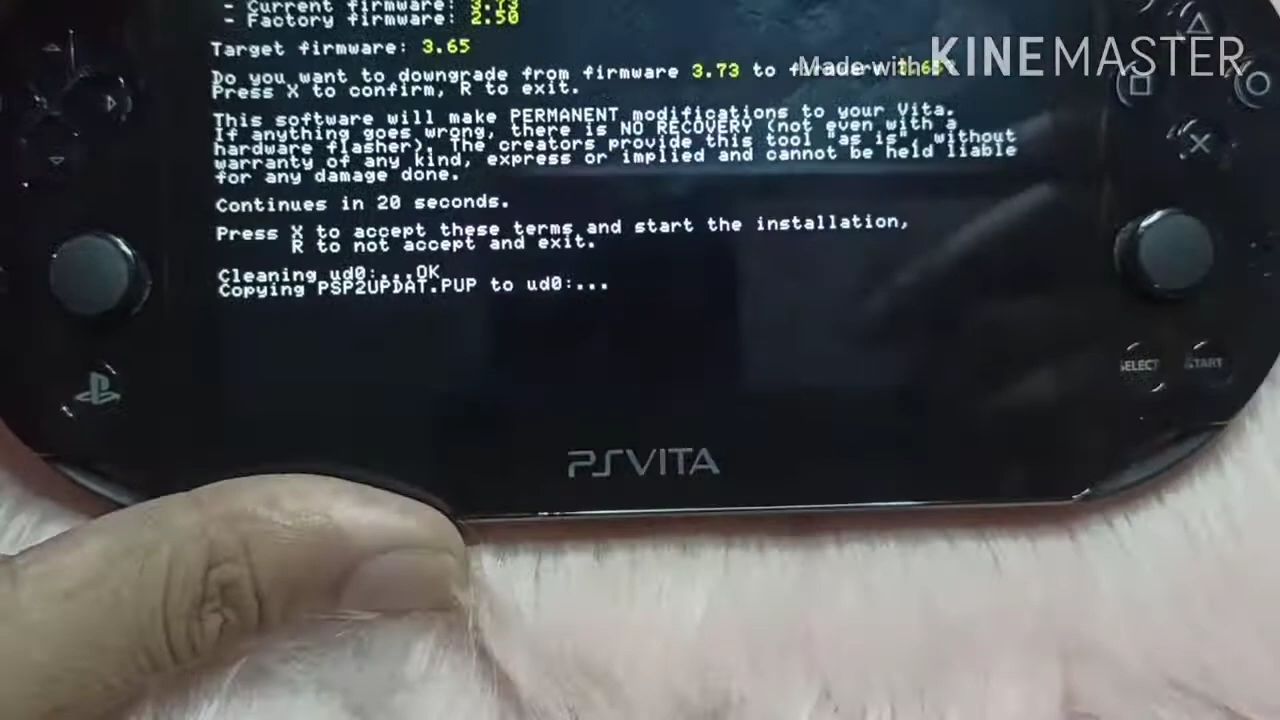 - Current firmware: 3.73
- Factory firmware: 2.50
Target firmware: 3.65
Do you want to downgrade from firmware 3.73 to firmware 3.65?
Press X to confirm, R to exit.
This software will make PERMANENT modifications to your Vita.
If anything goes wrong, there is NO RECOVERY (not even with a
hardware flasher). The creators provide this tool "as is", without
warranty of any kind, express or implied and cannot be held liable
for any damage done.
Continues in 20 seconds.
Press X to accept these terms and start the installation,
R to not accept and exit.
Cleaning ud0:...OK
Copying PSP2UPDAT.PUP to ud0:...
Made with KINEMASTER
SELECT START
PSVITA